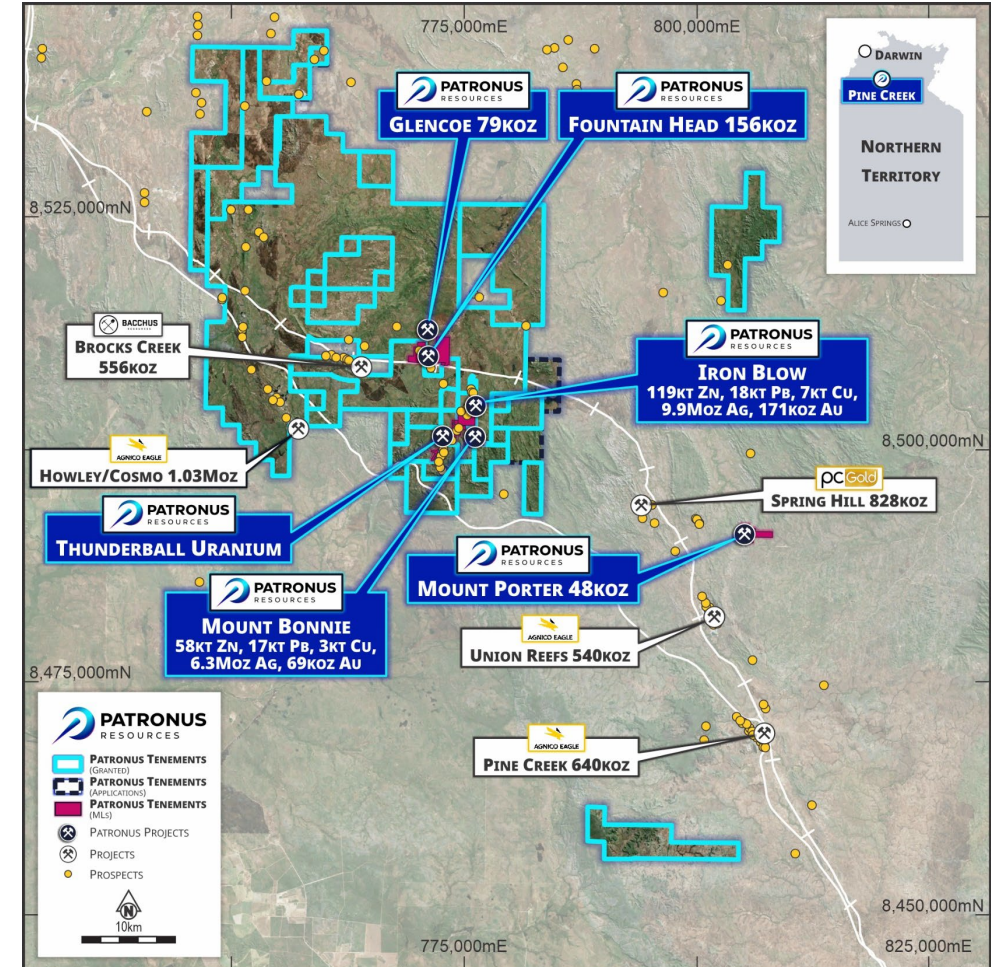 775,000mE
800,000mE
DARWIN
PINE CREEK
NORTHERN
TERRITORY
ALICE SPRINGS
PATRONUS
RESOURCES
GLENCOE 79KOZ
PATRONUS
RESOURCES
FOUNTAIN HEAD 156KOZ
8,525,000mN
BACCHUS
RESOURCES
BROCKS CREEK
556KOZ
PATRONUS
RESOURCES
IRON BLOW
119KT ZN, 18KT PB, 7KT CU,
9.9MOZ AG, 171KOZ AU
8,500,000mN
AGNICO EAGLE
HOWLEY/COSMO 1.03MOZ
pcGold
SPRING HILL 828KOZ
PATRONUS
RESOURCES
THUNDERBALL URANIUM
PATRONUS
RESOURCES
MOUNT PORTER 48KOZ
PATRONUS
RESOURCES
MOUNT BONNIE
58KT ZN, 17KT PB, 3KT CU,
6.3MOZ AG, 69KOZ AU
AGNICO EAGLE
UNION REEFS 540KOZ
8,475,000mN
AGNICO EAGLE
PINE CREEK 640KOZ
PATRONUS
RESOURCES
PATRONUS TENEMENTS
(GRANTED)
PATRONUS TENEMENTS
(APPLICATIONS)
PATRONUS TENEMENTS
(MLS)
PATRONUS PROJECTS
PROJECTS
PROSPECTS
N
10km
8,450,000mN
775,000mE
825,000mE